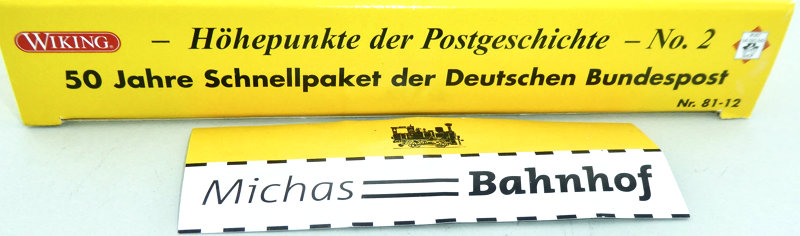 WIKING
– Höhepunkte der Postgeschichte – No. 2
50 Jahre Schnellpaket der Deutschen Bundespost
Nr. 81-12
Michas Bahnhof